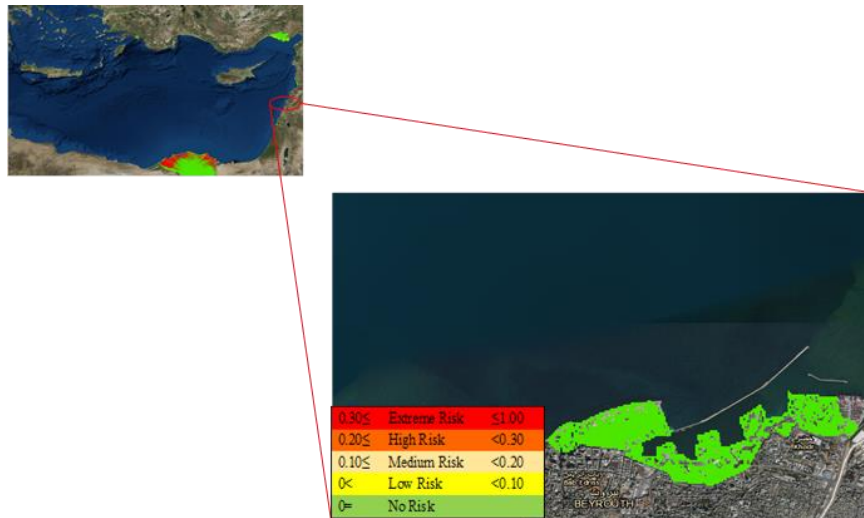 0.30≤ Extreme Risk ≤1.00
0.20≤ High Risk <0.30
0.10≤ Medium Risk <0.20
0< Low Risk <0.10
0= No Risk
BEYROUTH